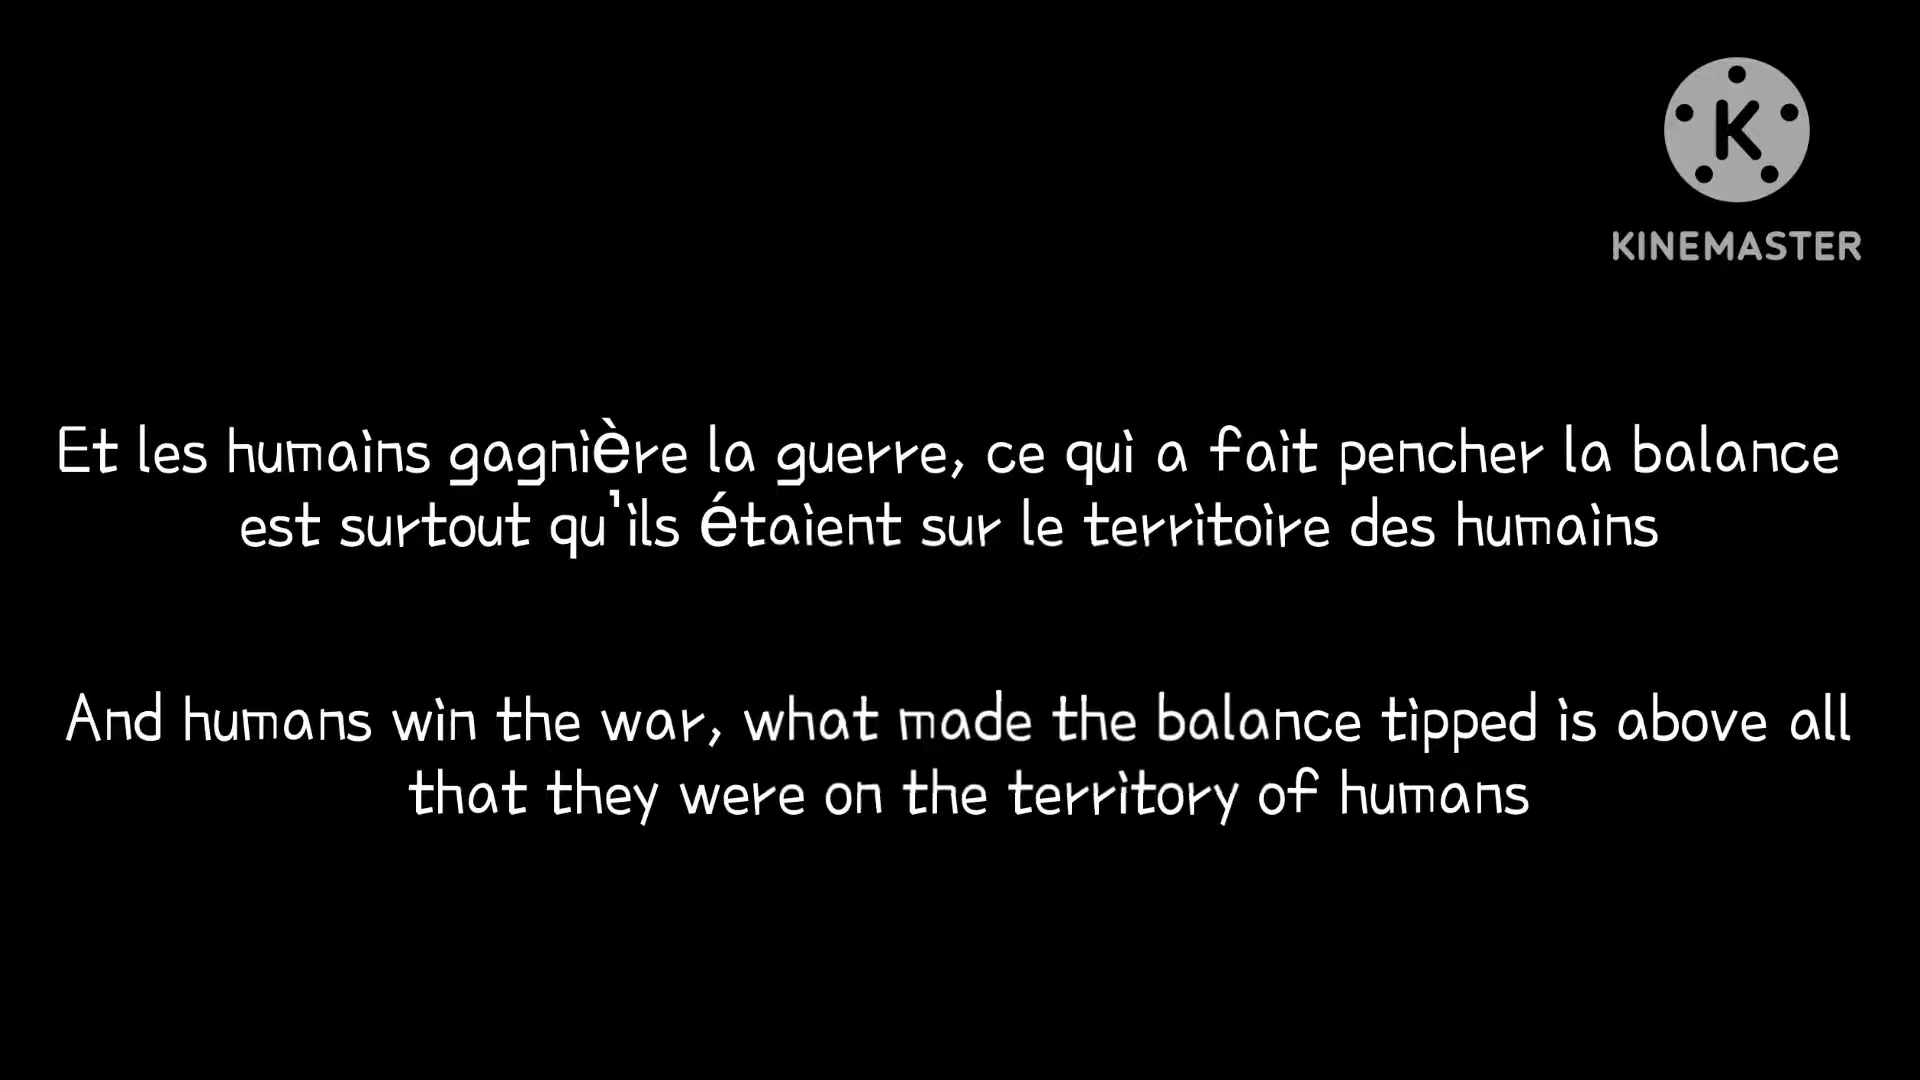 K
KINEMASTER
Et les humains gagnière la guerre, ce qui a fait pencher la balance
est surtout qu'ils étaient sur le territoire des humains
And humans win the war, what made the balance tipped is above all
that they were on the territory of humans